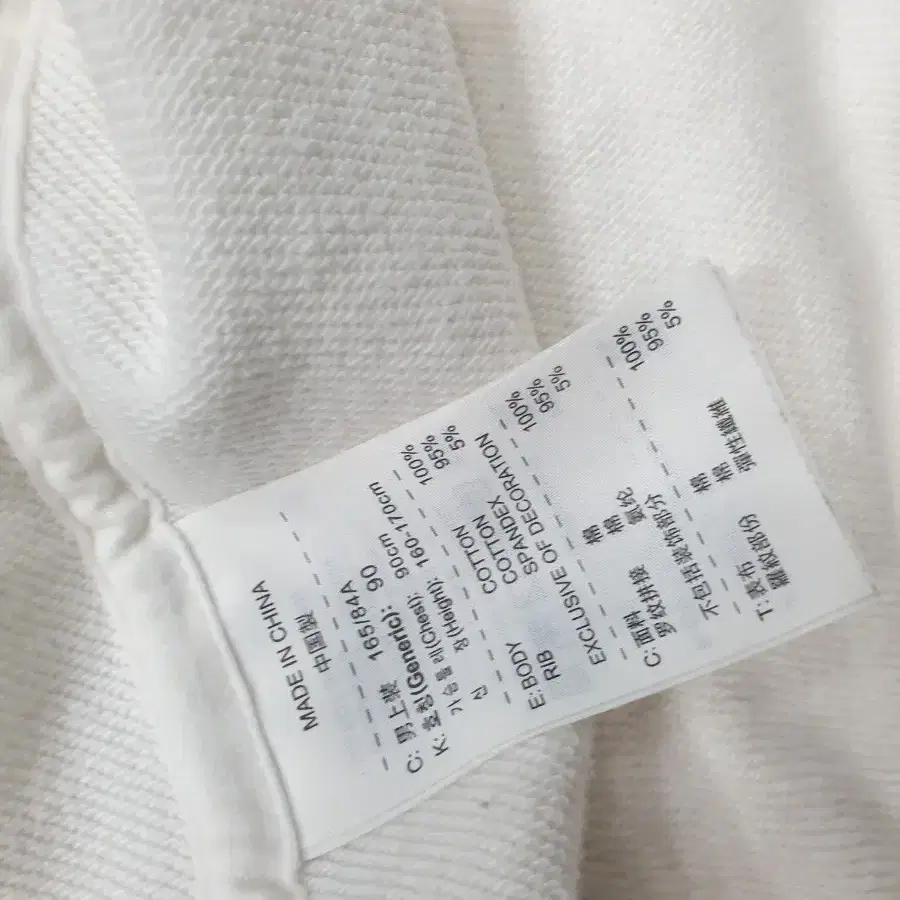 MADE IN CHINA
中国製
C: 男上装 165/84A
K: 호칭(Generic): 90
가슴둘레(Chest): 90cm
신 장(Height): 160-170cm
E: BODY COTTON 100%
RIB COTTON 95%
SPANDEX 5%
EXCLUSIVE OF DECORATION
C: 面料 棉 100%
罗纹拼接 棉 95%
氨纶 5%
不包括装饰部分
T: 表布 棉 100%
羅紋部份 棉 95%
彈性纖維 5%